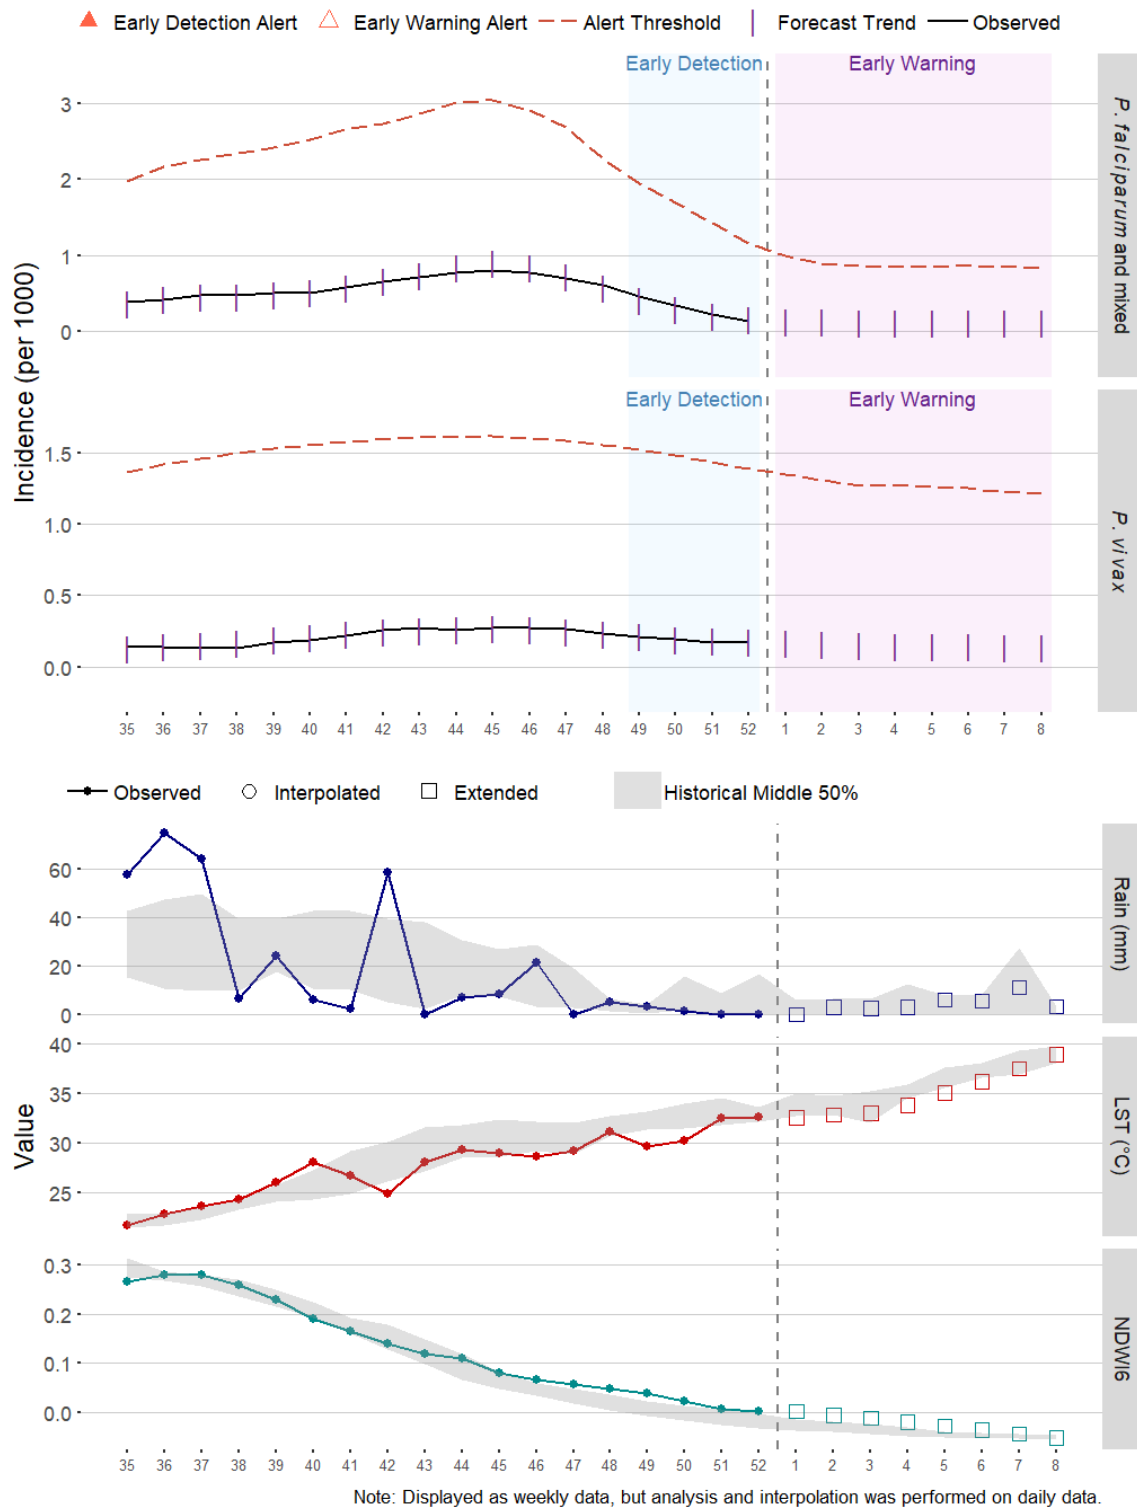 Early Detection Alert Early Warning Alert Alert Threshold Forecast Trend Observed
Early Detection Early Warning
3
2
1
0
P. falciparum and mixed
Early Detection Early Warning
1.5
1.0
0.5
0.0
P. vivax
Incidence (per 1000)
35 36 37 38 39 40 41 42 43 44 45 46 47 48 49 50 51 52 1 2 3 4 5 6 7 8
Observed Interpolated Extended Historical Middle 50%
60
40
20
0
Rain (mm)
40
35
30
25
LST (°C)
Value
0.3
0.2
0.1
0.0
NDWI6
35 36 37 38 39 40 41 42 43 44 45 46 47 48 49 50 51 52 1 2 3 4 5 6 7 8
Note: Displayed as weekly data, but analysis and interpolation was performed on daily data.